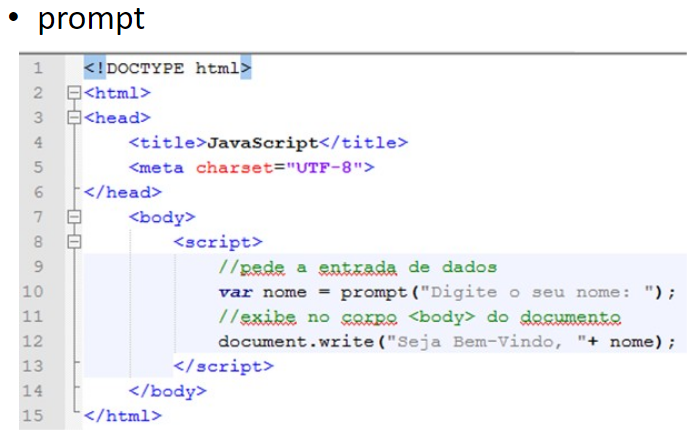 • prompt
1 <!DOCTYPE html>
2 <html>
3 <head>
4 <title>JavaScript</title>
5 <meta charset="UTF-8">
6 </head>
7 <body>
8 <script>
9 //pede a entrada de dados
10 var nome = prompt("Digite o seu nome: ");
11 //exibe no corpo <body> do documento
12 document.write("Seja Bem-Vindo, "+ nome);
13 </script>
14 </body>
15 </html>